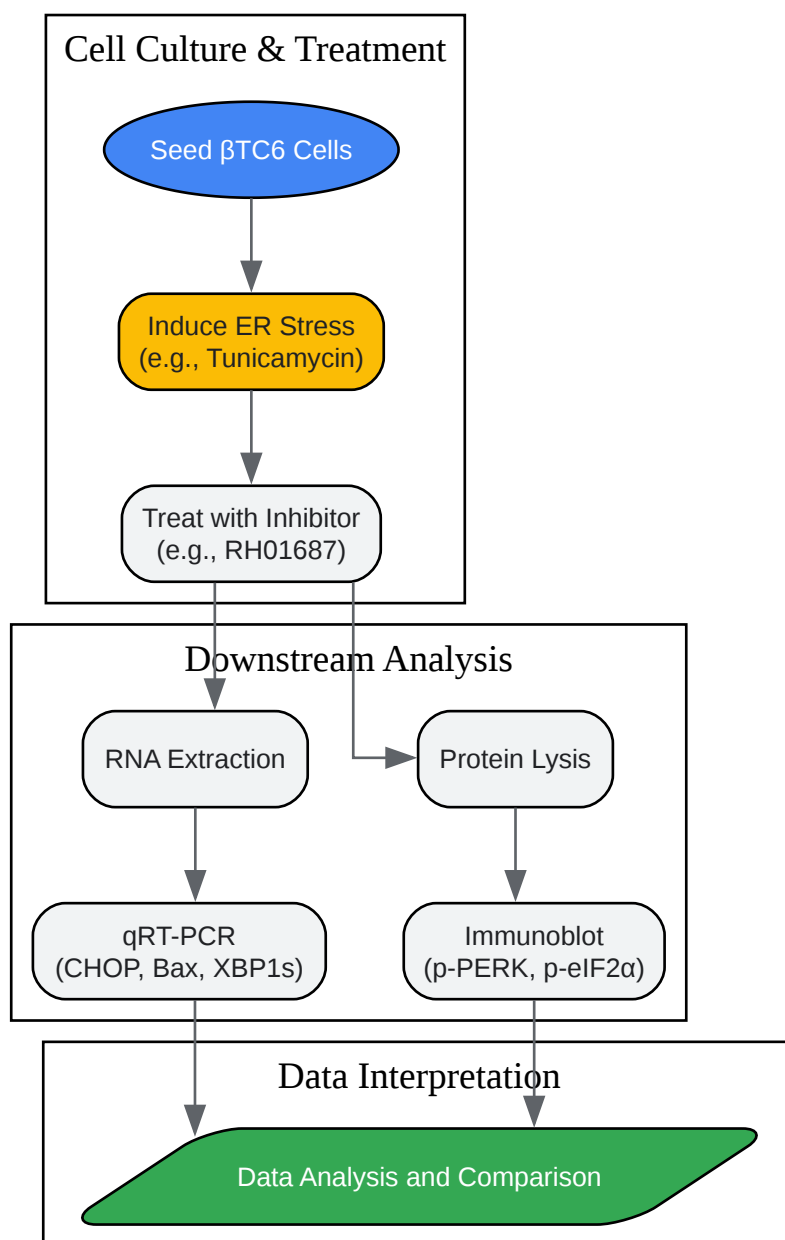 Cell Culture & Treatment
Seed βTC6 Cells
Induce ER Stress
(e.g., Tunicamycin)
Treat with Inhibitor
(e.g., RH01687)
Downstream Analysis
RNA Extraction
Protein Lysis
qRT-PCR
(CHOP, Bax, XBP1s)
Immunoblot
(p-PERK, p-eIF2α)
Data Interpretation
Data Analysis and Comparison